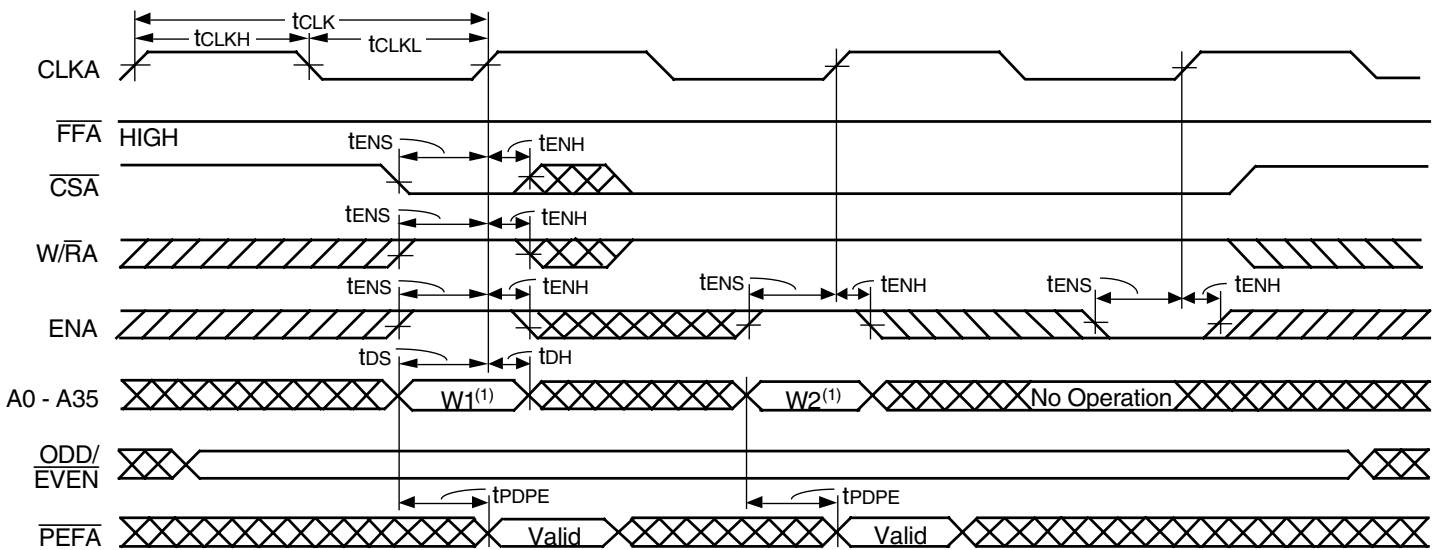 tCLK
tCLKH
tCLKL
CLKA
FFA
HIGH
tENS
tENH
CSA
tENS
tENH
W/RA
tENS
tENH
tENS
tENH
tENS
tENH
ENA
tDS
tDH
A0 - A35
W1(1)
W2(1)
No Operation
ODD/
EVEN
tPDPE
tPDPE
PEFA
Valid
Valid